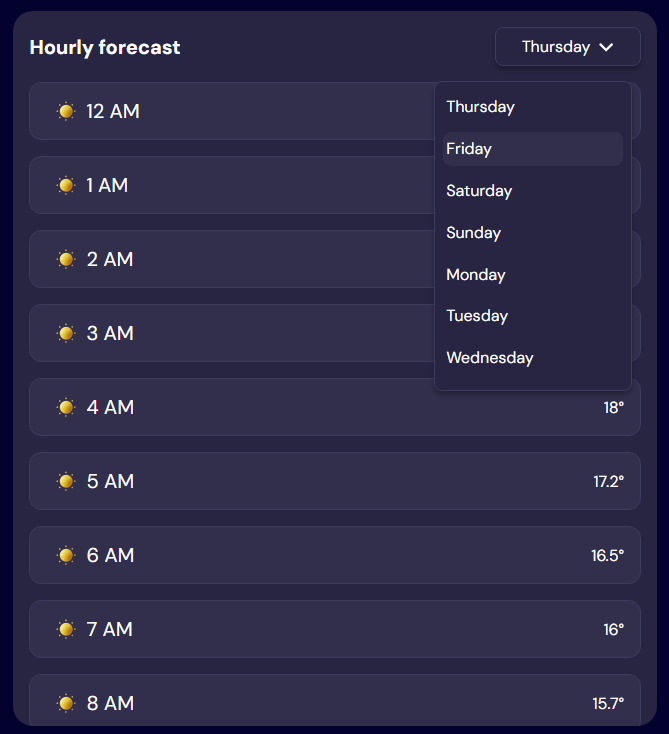 Hourly forecast
Thursday
12 AM
Thursday
1 AM
Friday
Saturday
2 AM
Sunday
Monday
3 AM
Tuesday
Wednesday
4 AM 18°
5 AM 17.2°
6 AM 16.5°
7 AM 16°
8 AM 15.7°